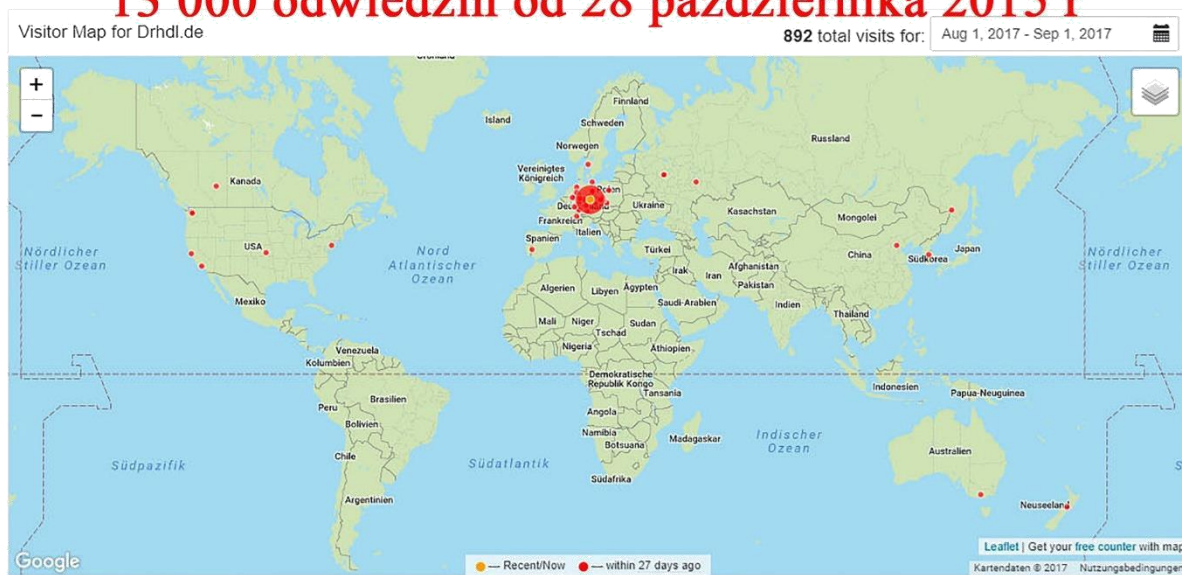 13 000 odwiedzin od 28 października 2015 r
Visitor Map for Drhdl.de
892 total visits for: Aug 1, 2017 - Sep 1, 2017
+
−
Grönland
Finnland
Island
Schweden
Russland
Norwegen
Vereinigtes
Königreich
Kanada
Polen
Ukraine
Kasachstan
Mongolei
Frankreich
Italien
Spanien
Türkei
USA
China
Japan
Südkorea
Nördlicher
Stiller Ozean
Nord
Atlantischer
Ozean
Nördlicher
Stiller Ozean
Irak
Iran
Afghanistan
Pakistan
Algerien
Libyen
Ägypten
Saudi-Arabien
Indien
Mexiko
Mali
Niger
Sudan
Tschad
Thailand
Nigeria
Äthiopien
Venezuela
Kolumbien
Demokratische
Republik Kongo
Tansania
Indonesien
Papua-Neuguinea
Peru
Brasilien
Angola
Bolivien
Namibia
Botsuana
Madagaskar
Indischer
Ozean
Australien
Chile
Südpazifik
Südatlantik
Südafrika
Argentinien
Neuseeland
Leaflet | Get your free counter with map
Google
— Recent/Now — within 27 days ago
Kartendaten © 2017 Nutzungsbedingungen